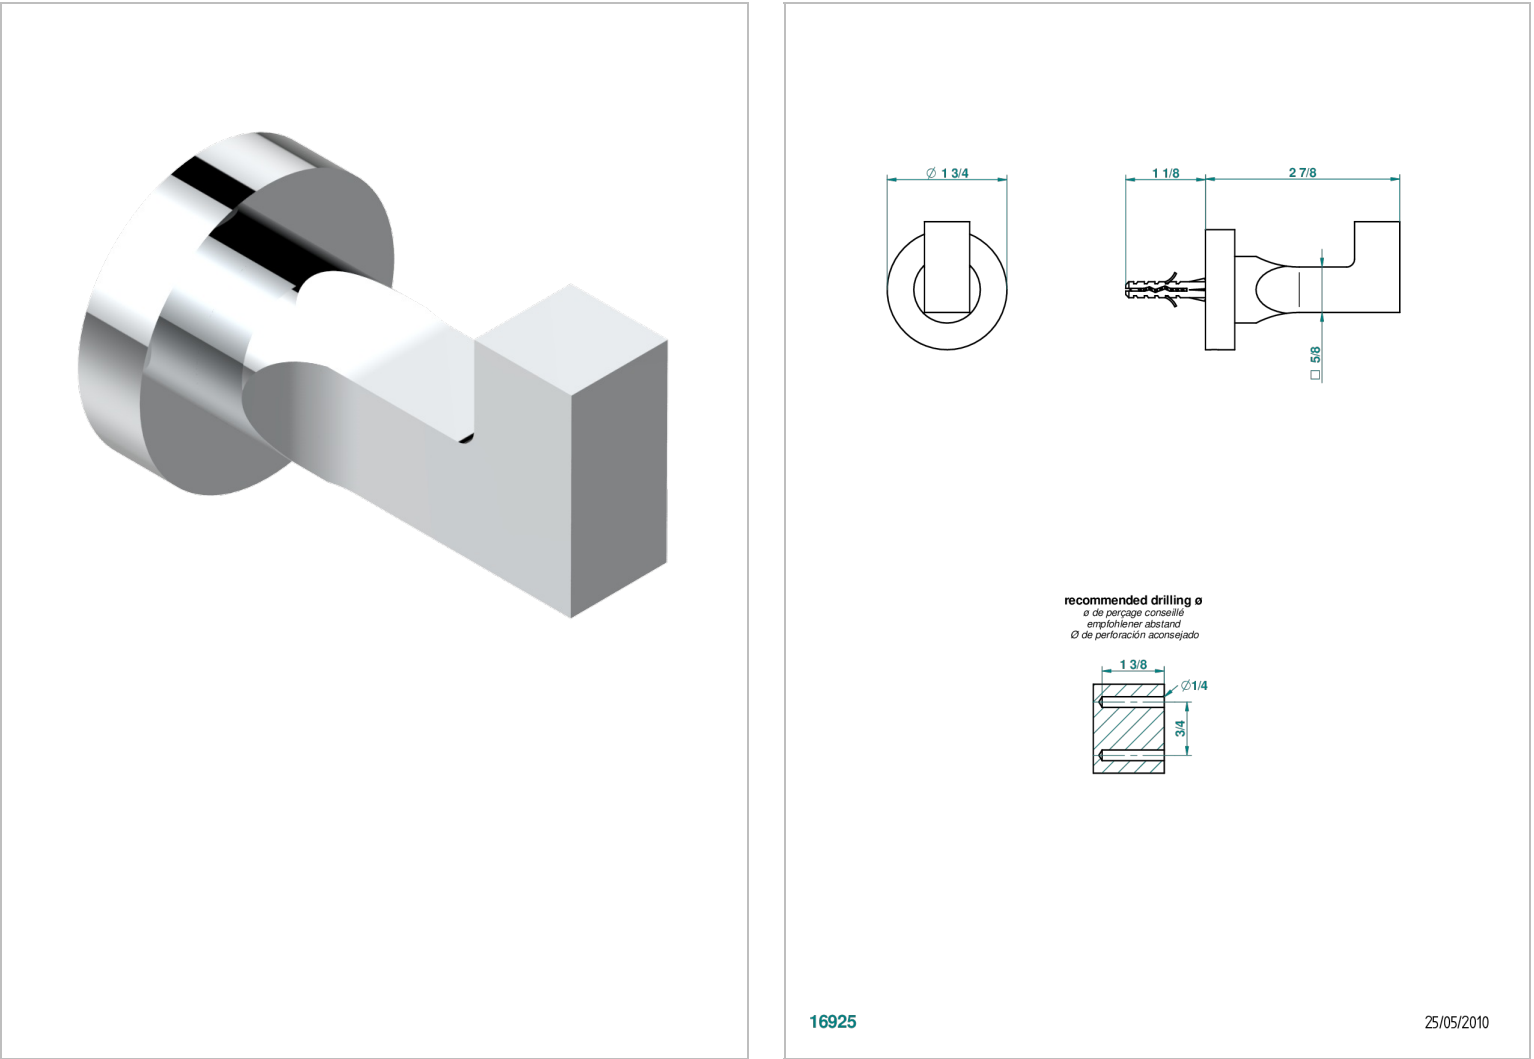 Ø 1 3/4
1 1/8
2 7/8
□ 5/8
recommended drilling ø
ø de perçage conseillé
empfohlener abstand
Ø de perforación aconsejado
1 3/8
Ø1/4
3/4
16925
25/05/2010